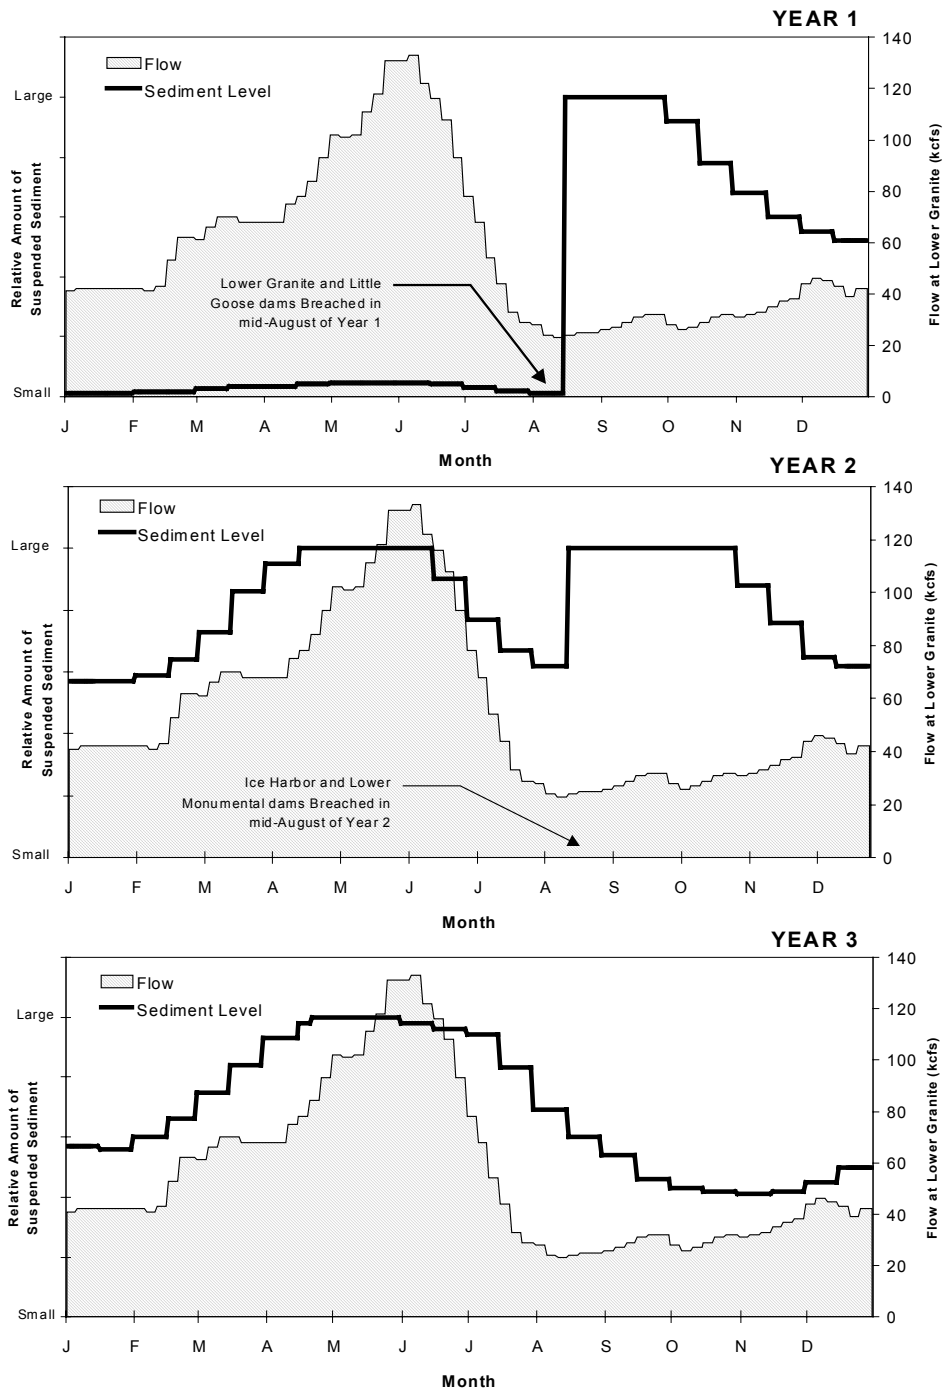 YEAR 1
Flow
Sediment Level
Large
Small
Relative Amount of
Suspended Sediment
140
120
100
80
60
40
20
0
Flow at Lower Granite (kcfs)
Lower Granite and Little
Goose dams Breached in
mid-August of Year 1
J F M A M J J A S O N D
Month
YEAR 2
Flow
Sediment Level
Large
Small
Relative Amount of
Suspended Sediment
140
120
100
80
60
40
20
0
Flow at Lower Granite (kcfs)
Ice Harbor and Lower
Monumental dams Breached in
mid-August of Year 2
J F M A M J J A S O N D
Month
YEAR 3
Flow
Sediment Level
Large
Small
Relative Amount of
Suspended Sediment
140
120
100
80
60
40
20
0
Flow at Lower Granite (kcfs)
J F M A M J J A S O N D
Month